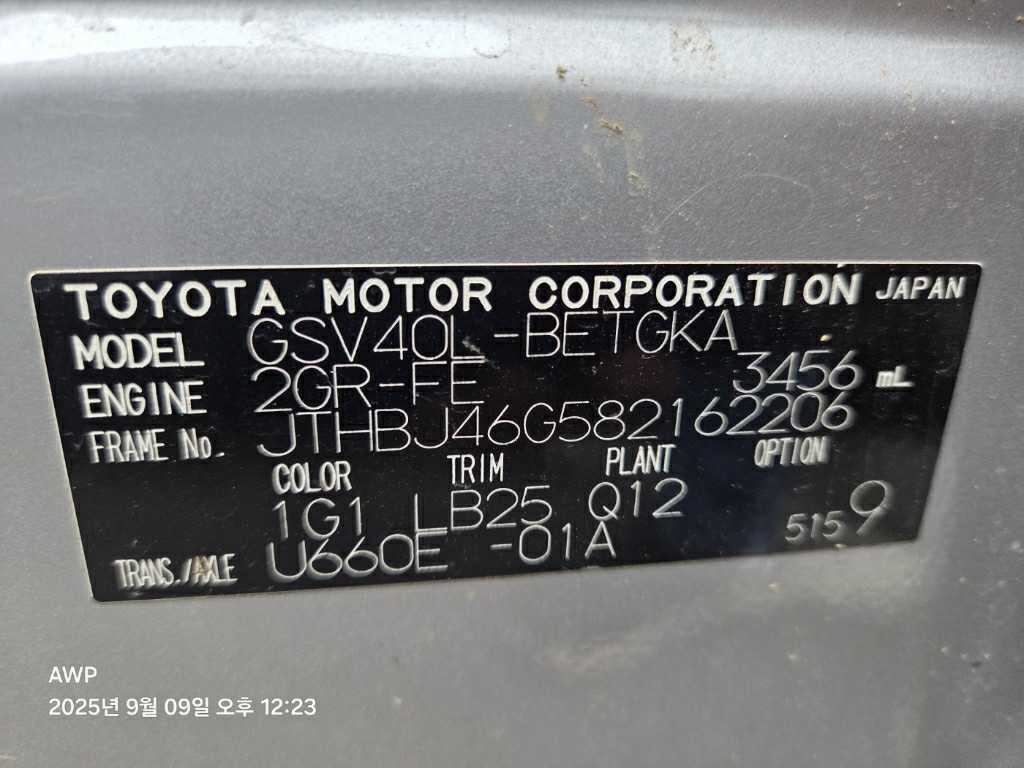 TOYOTA MOTOR CORPORATION JAPAN
MODEL GSV40L-BETGKA
ENGINE 2GR-FE 3456 mL
FRAME No. JTHBJ46G582162206
COLOR TRIM PLANT OPTION
1G1 LB25 Q12
TRANS./AXLE U660E -01A 5159
AWP
2025년 9월 09일 오후 12:23